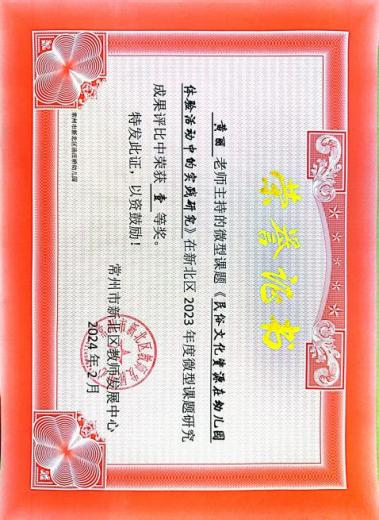 荣誉证书
黄丽 老师主持的微型课题《民俗文化资源在幼儿园
体验活动中的实践研究》在新北区 2023 年度微型课题研究
成果评比中荣获 壹 等奖。
特发此证，以资鼓励！
常州市新北区教师发展中心
2024 年 2 月